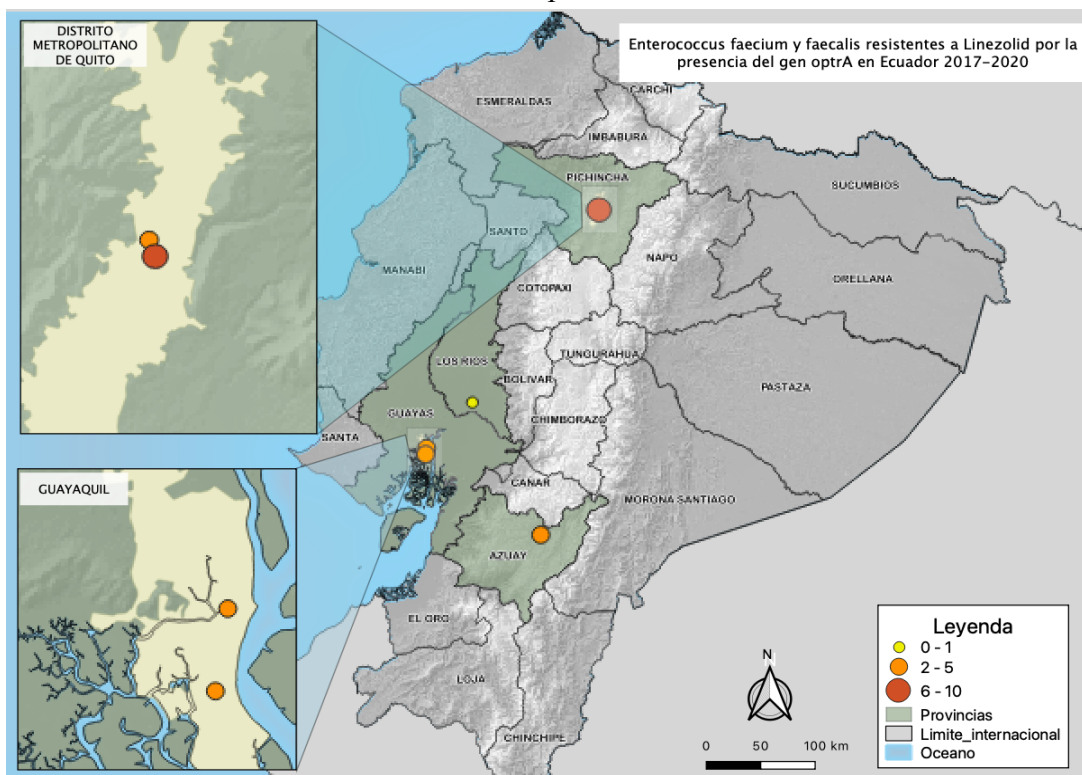 DISTRITO
METROPOLITANO
DE QUITO
Enterococcus faecium y faecalis resistentes a Linezolid por la
presencia del gen optrA en Ecuador 2017-2020
ESMERALDAS
CARCHI
IMBABURA
PICHINCHA
SUCUMBIOS
SANTO
NAPO
MANABI
ORELLANA
COTOPAXI
TUNGURAHUA
LOS RIOS
BOLIVAR
PASTAZA
GUAYAS
CHIMBORAZO
SANTA
CAÑAR
MORONA SANTIAGO
GUAYAQUIL
AZUAY
EL ORO
LOJA
CHINCHIPE
N
0 50 100 km
Leyenda
0 - 1
2 - 5
6 - 10
Provincias
Limite_internacional
Oceano